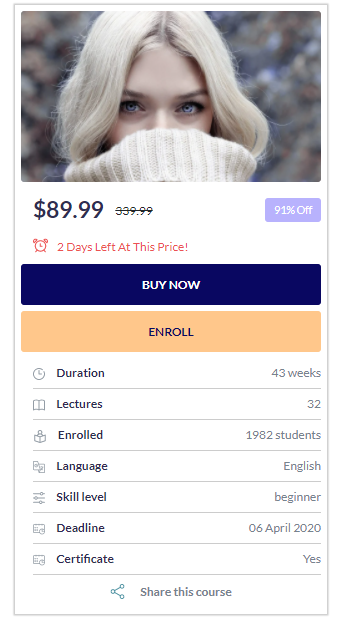 $89.99 339.99 91% Off
2 Days Left At This Price!
BUY NOW
ENROLL
Duration 43 weeks
Lectures 32
Enrolled 1982 students
Language English
Skill level beginner
Deadline 06 April 2020
Certificate Yes
Share this course